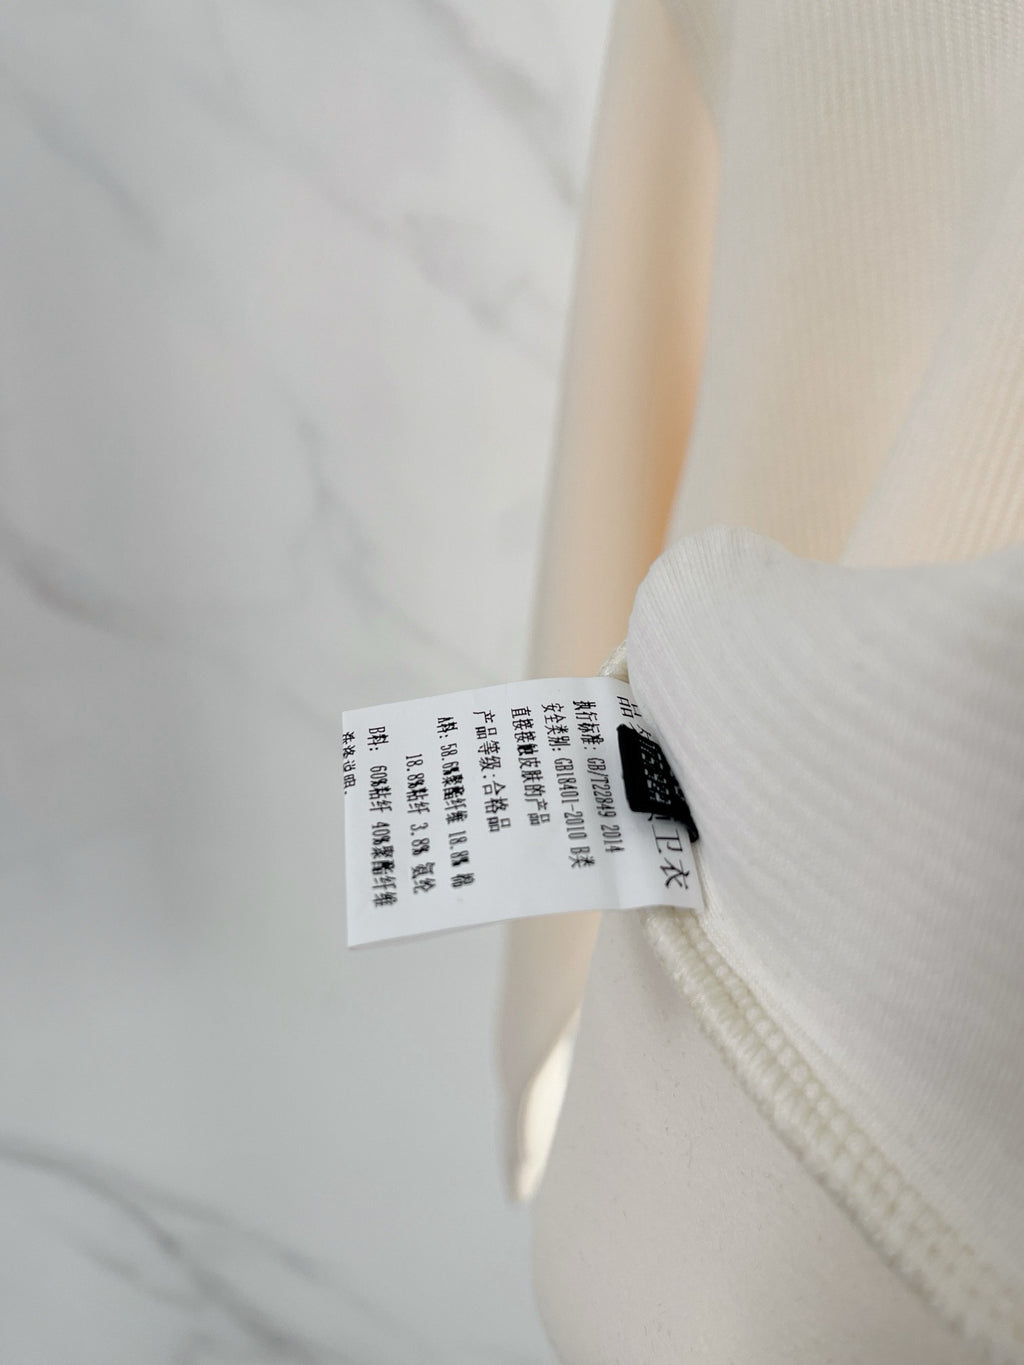 品
卫衣
执行标准: GB/T22849 2014
安全类别: GB18401-2010 B类
直接接触皮肤的产品
产品等级:合格品
A料: 58.6%聚酯纤维 18.8% 棉
18.8%粘纤 3.8% 氨纶
B料: 60%粘纤 40%聚酯纤维
洗涤说明: